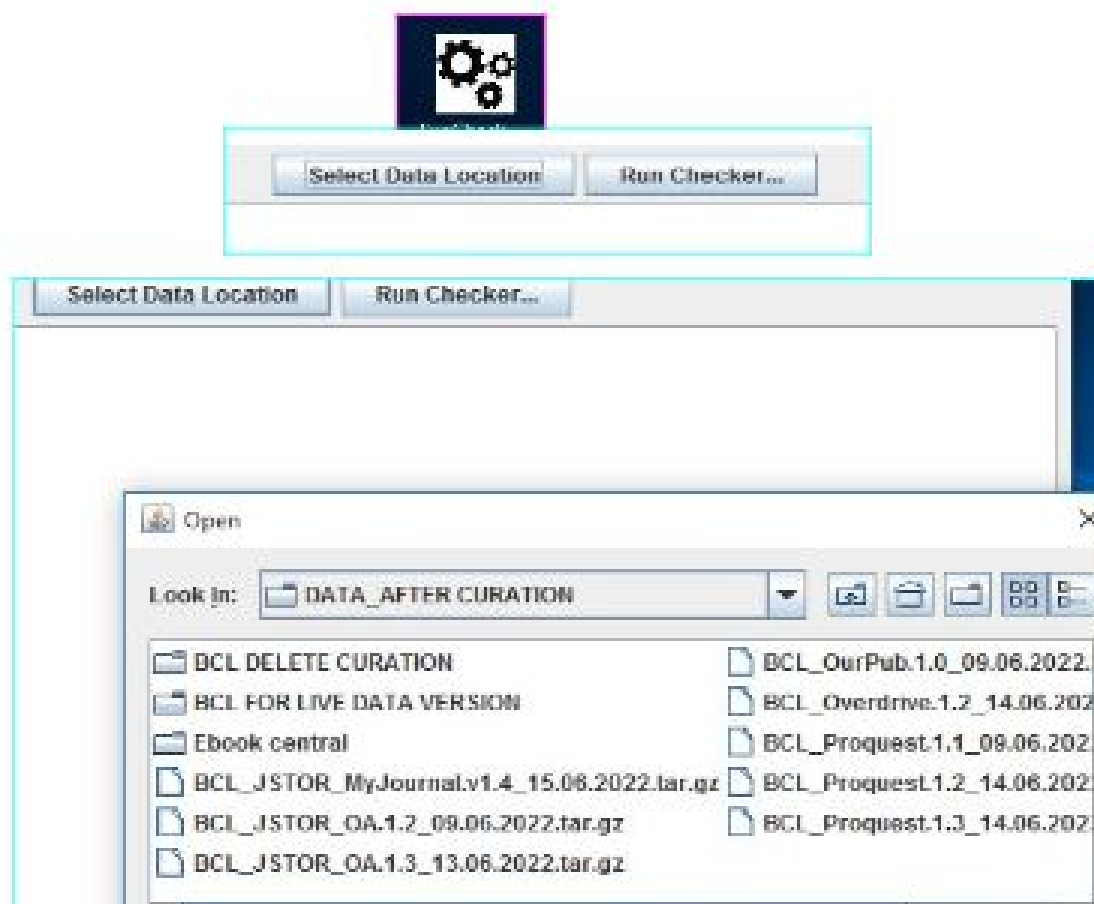 Select Data Location Run Checker...
Select Data Location Run Checker...
Open
Look In: DATA_AFTER CURATION
BCL DELETE CURATION BCL_OurPub.1.0_09.06.2022.
BCL FOR LIVE DATA VERSION BCL_Overdrive.1.2_14.06.202
Ebook central BCL_Proquest.1.1_09.06.202
BCL_JSTOR_MyJournal.v1.4_15.06.2022.tar.gz BCL_Proquest.1.2_14.06.202
BCL_JSTOR_OA.1.2_09.06.2022.tar.gz BCL_Proquest.1.3_14.06.202
BCL_JSTOR_OA.1.3_13.06.2022.tar.gz